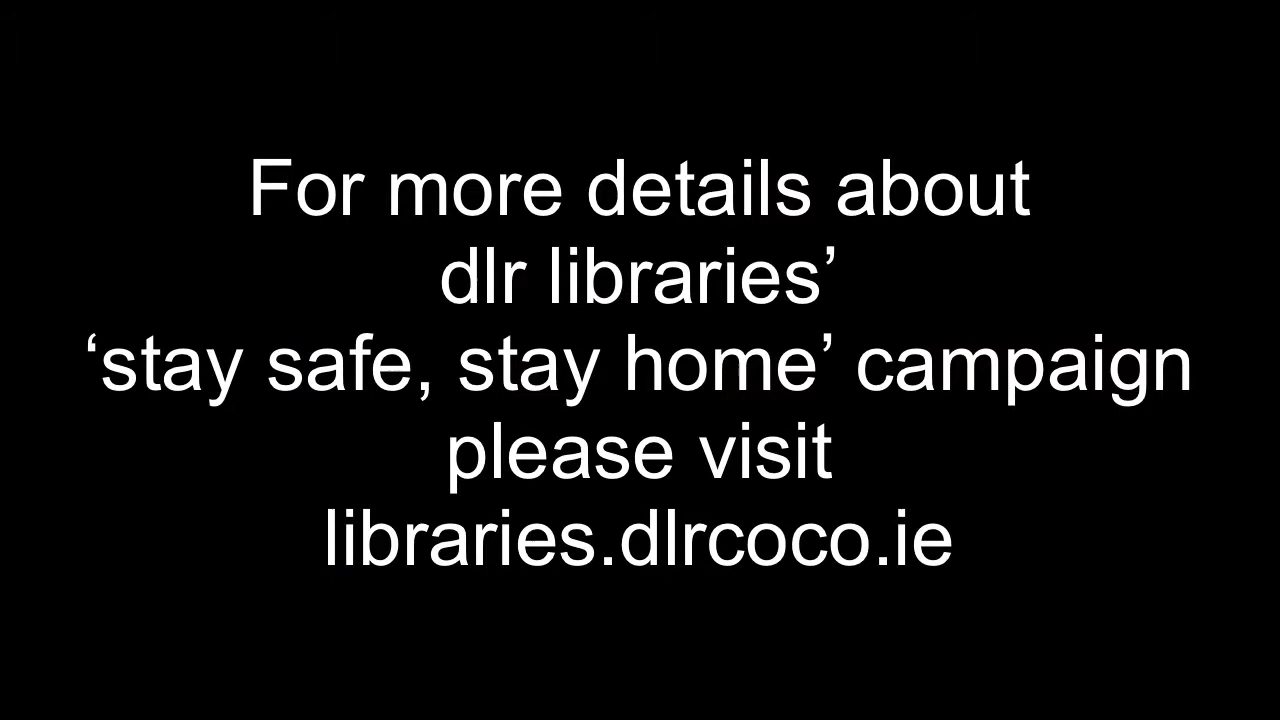 For more details about
dlr libraries’
‘stay safe, stay home’ campaign
please visit
libraries.dlrcoco.ie